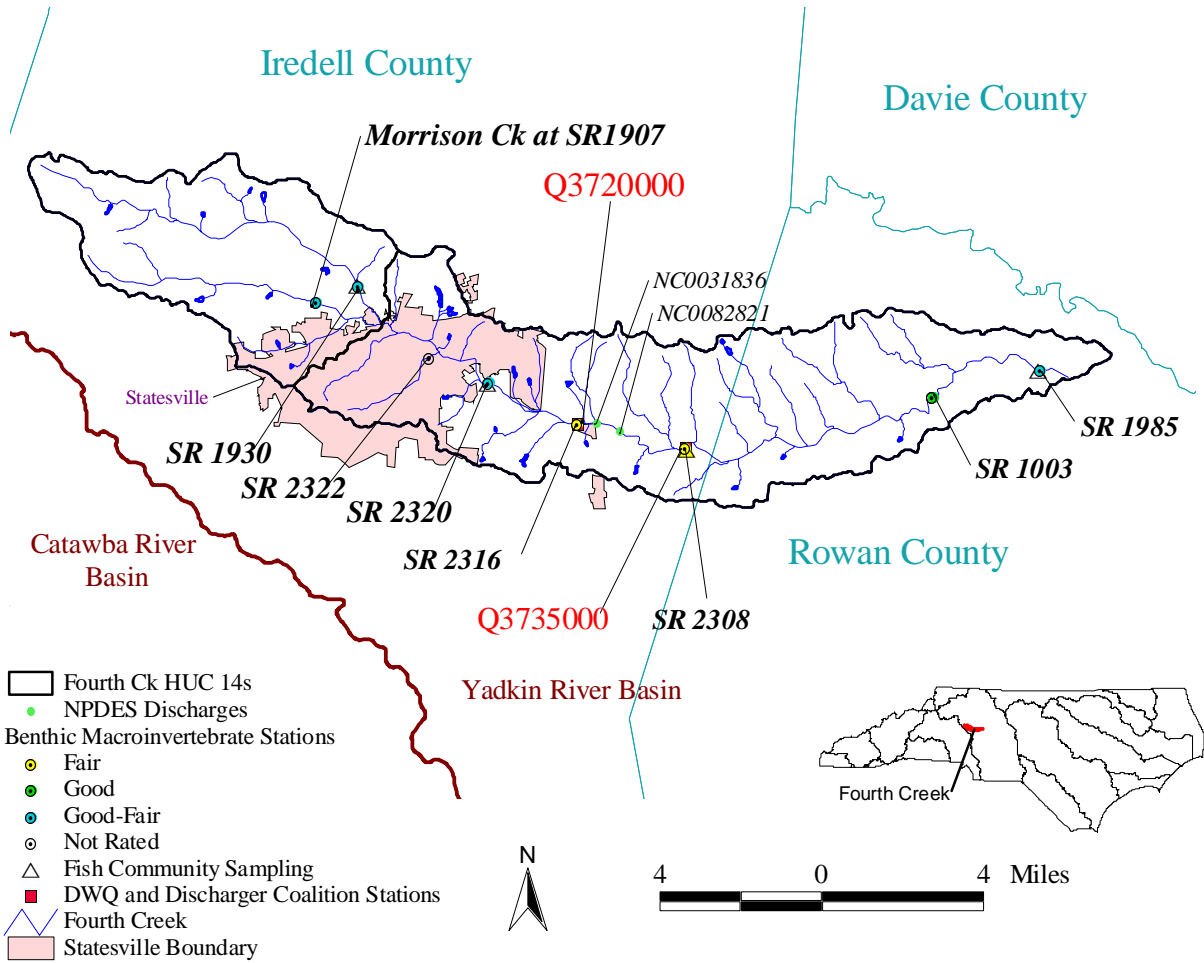 Iredell County
Davie County
Morrison Ck at SR1907
Q3720000
NC0031836
NC0082821
Statesville
SR 1930
SR 2322
SR 2320
SR 2316
SR 1985
SR 1003
Catawba River
Basin
Rowan County
Q3735000
SR 2308
Yadkin River Basin
Fourth Ck HUC 14s
NPDES Discharges
Benthic Macroinvertebrate Stations
Fair
Good
Good-Fair
Not Rated
Fish Community Sampling
DWQ and Discharger Coalition Stations
Fourth Creek
Statesville Boundary
Fourth Creek
N
4 0 4 Miles